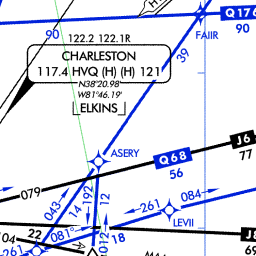 Q176
90
FAIIR
122.2 122.1R
CHARLESTON
117.4 HVQ (H) (H) 121
N38°20.98'
W81°46.19'
ELKINS
39
ASERY
J6
77
Q68
56
079
043
192
14
12
261
084
081°
LEVII
261
104
22
18
012